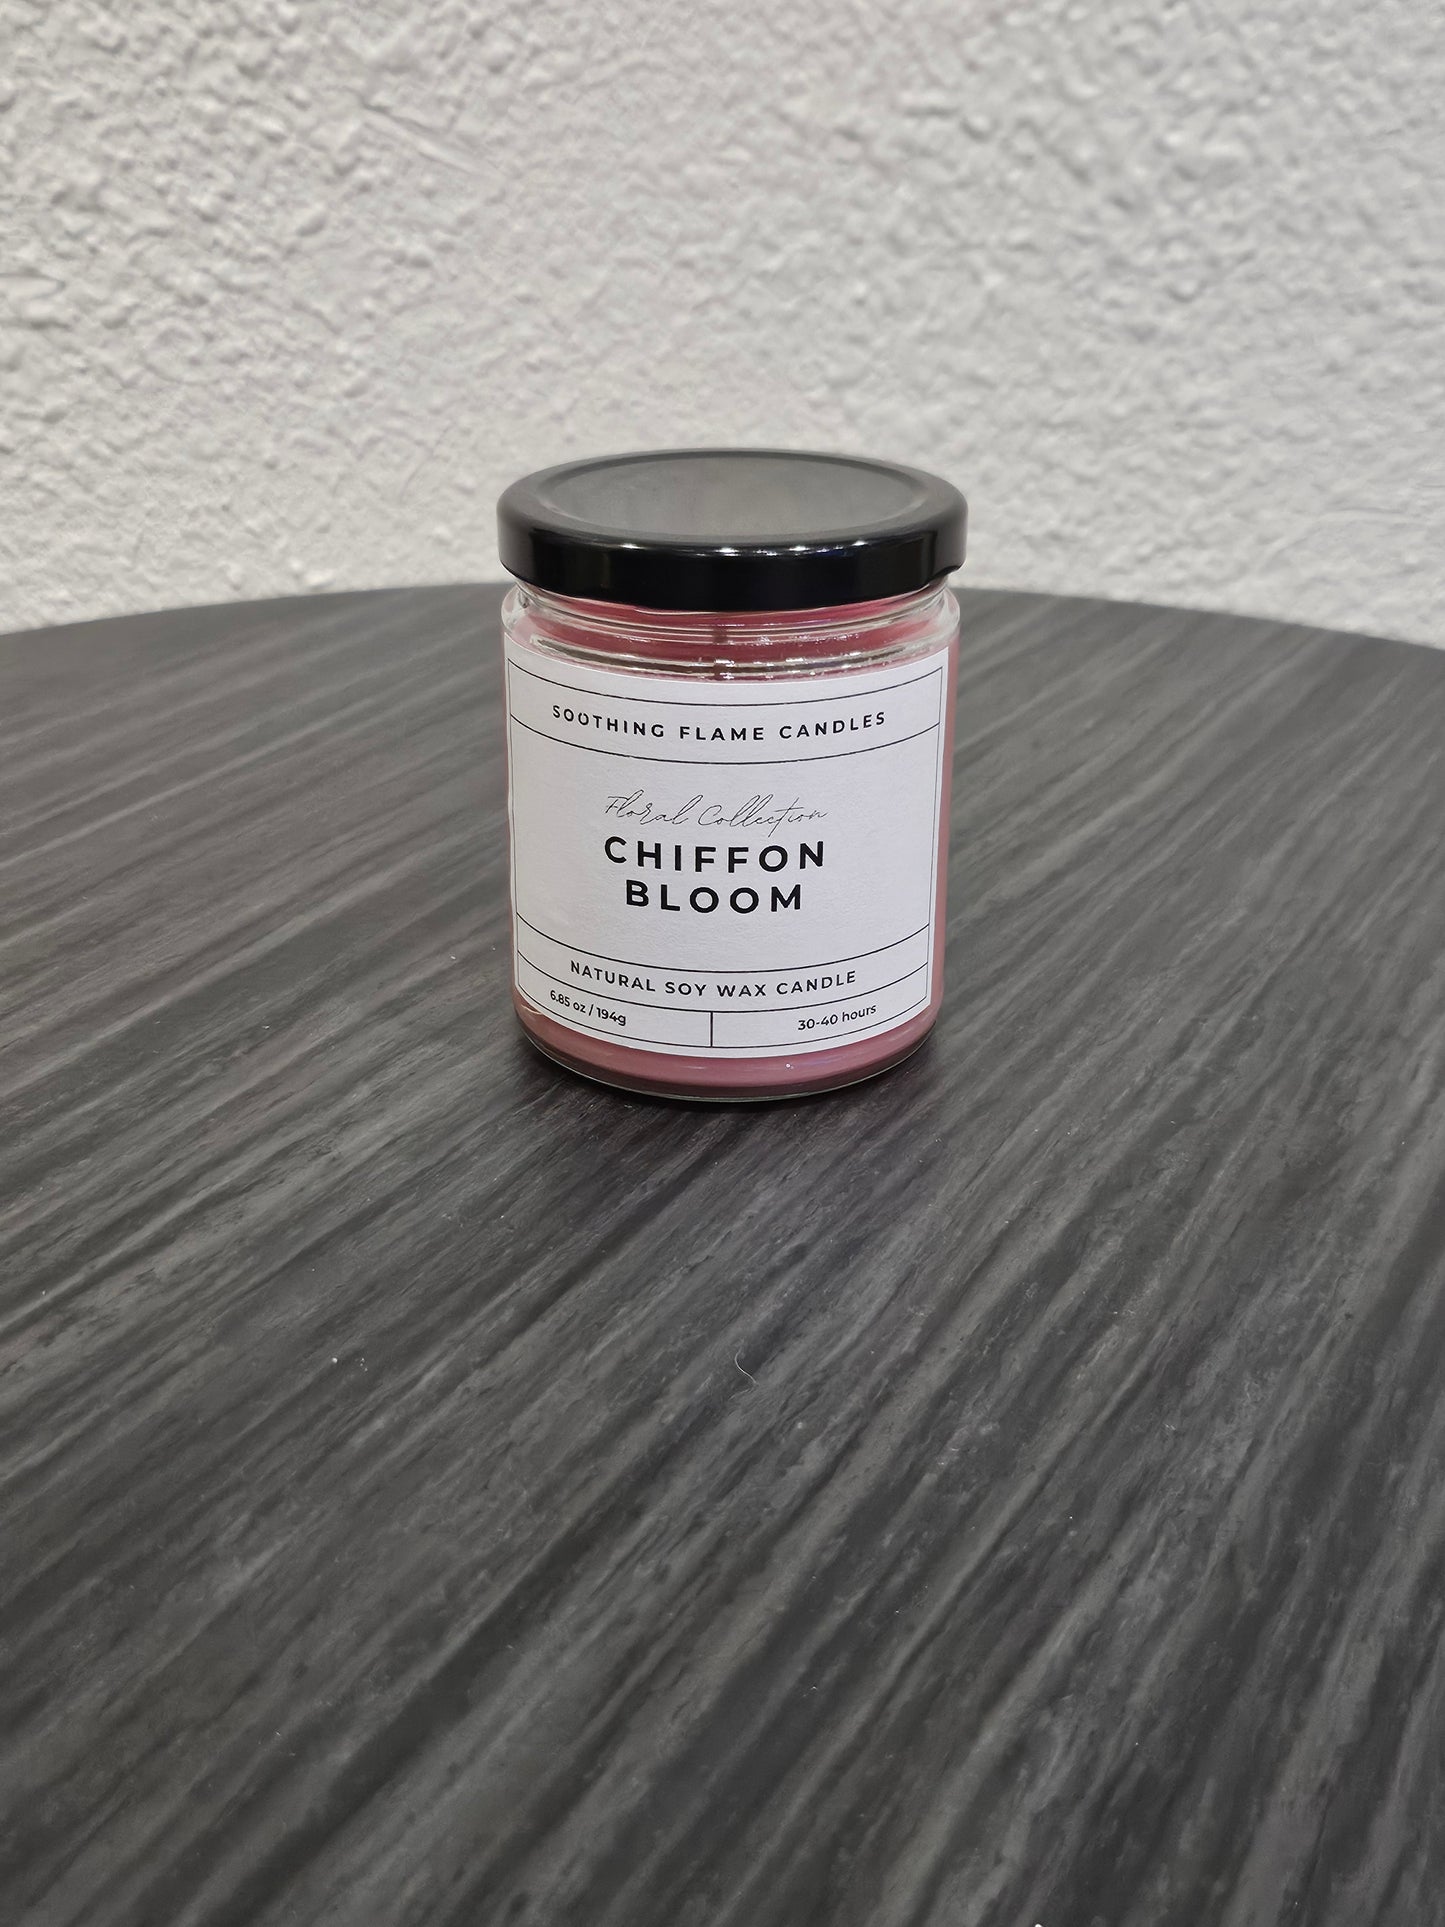 SOOTHING FLAME CANDLES
Floral Collection
CHIFFON
BLOOM
NATURAL SOY WAX CANDLE
6.85 oz / 194g
30-40 hours